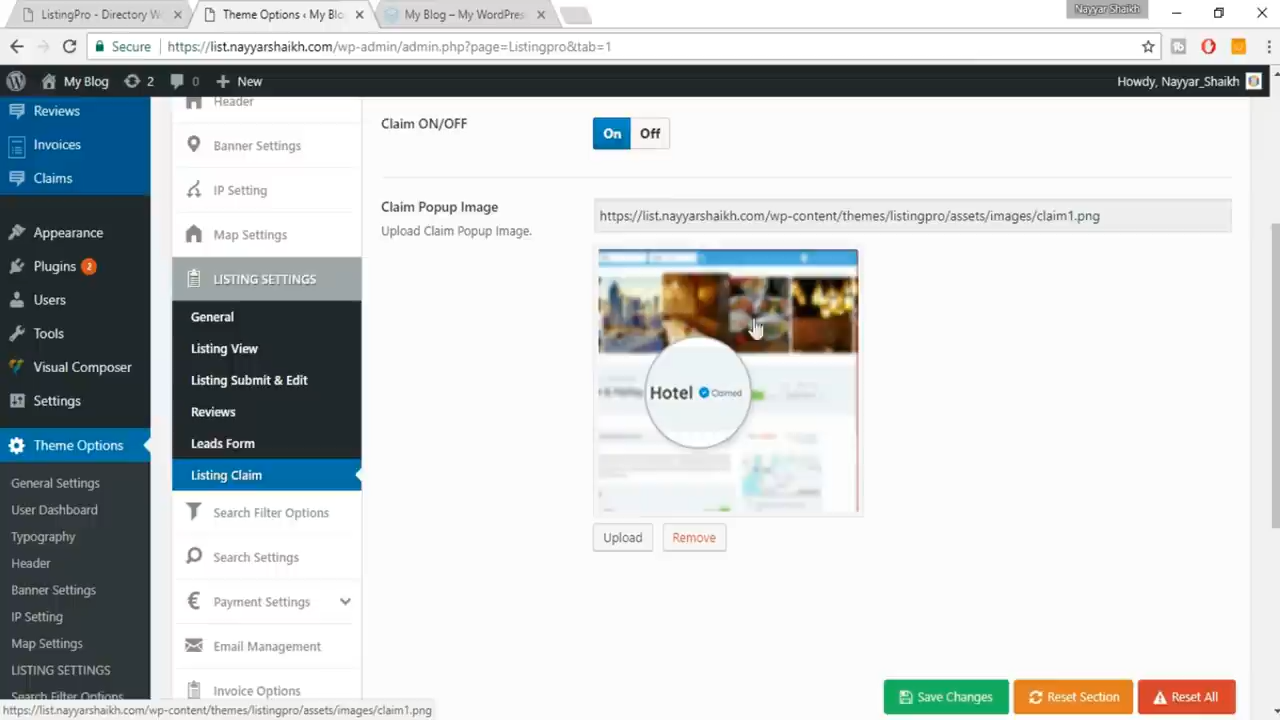 ListingPro - Directory W
Theme Options ‹ My Blo
My Blog – My WordPres
Nayyar Shaikh
Secure
https://list.nayyarshaikh.com/wp-admin/admin.php?page=Listingpro&tab=1
My Blog
2
0
New
Howdy, Nayyar_Shaikh
Reviews
Invoices
Claims
Appearance
Plugins 2
Users
Tools
Visual Composer
Settings
Theme Options
General Settings
User Dashboard
Typography
Header
Banner Settings
IP Setting
Map Settings
LISTING SETTINGS
Search Filter Options
Header
Banner Settings
IP Setting
Map Settings
LISTING SETTINGS
General
Listing View
Listing Submit & Edit
Reviews
Leads Form
Listing Claim
Search Filter Options
Search Settings
Payment Settings
Email Management
Invoice Options
Claim ON/OFF
On Off
Claim Popup Image
Upload Claim Popup Image.
https://list.nayyarshaikh.com/wp-content/themes/listingpro/assets/images/claim1.png
Hotel Claimed
Upload
Remove
Save Changes
Reset Section
Reset All
https://list.nayyarshaikh.com/wp-content/themes/listingpro/assets/images/claim1.png